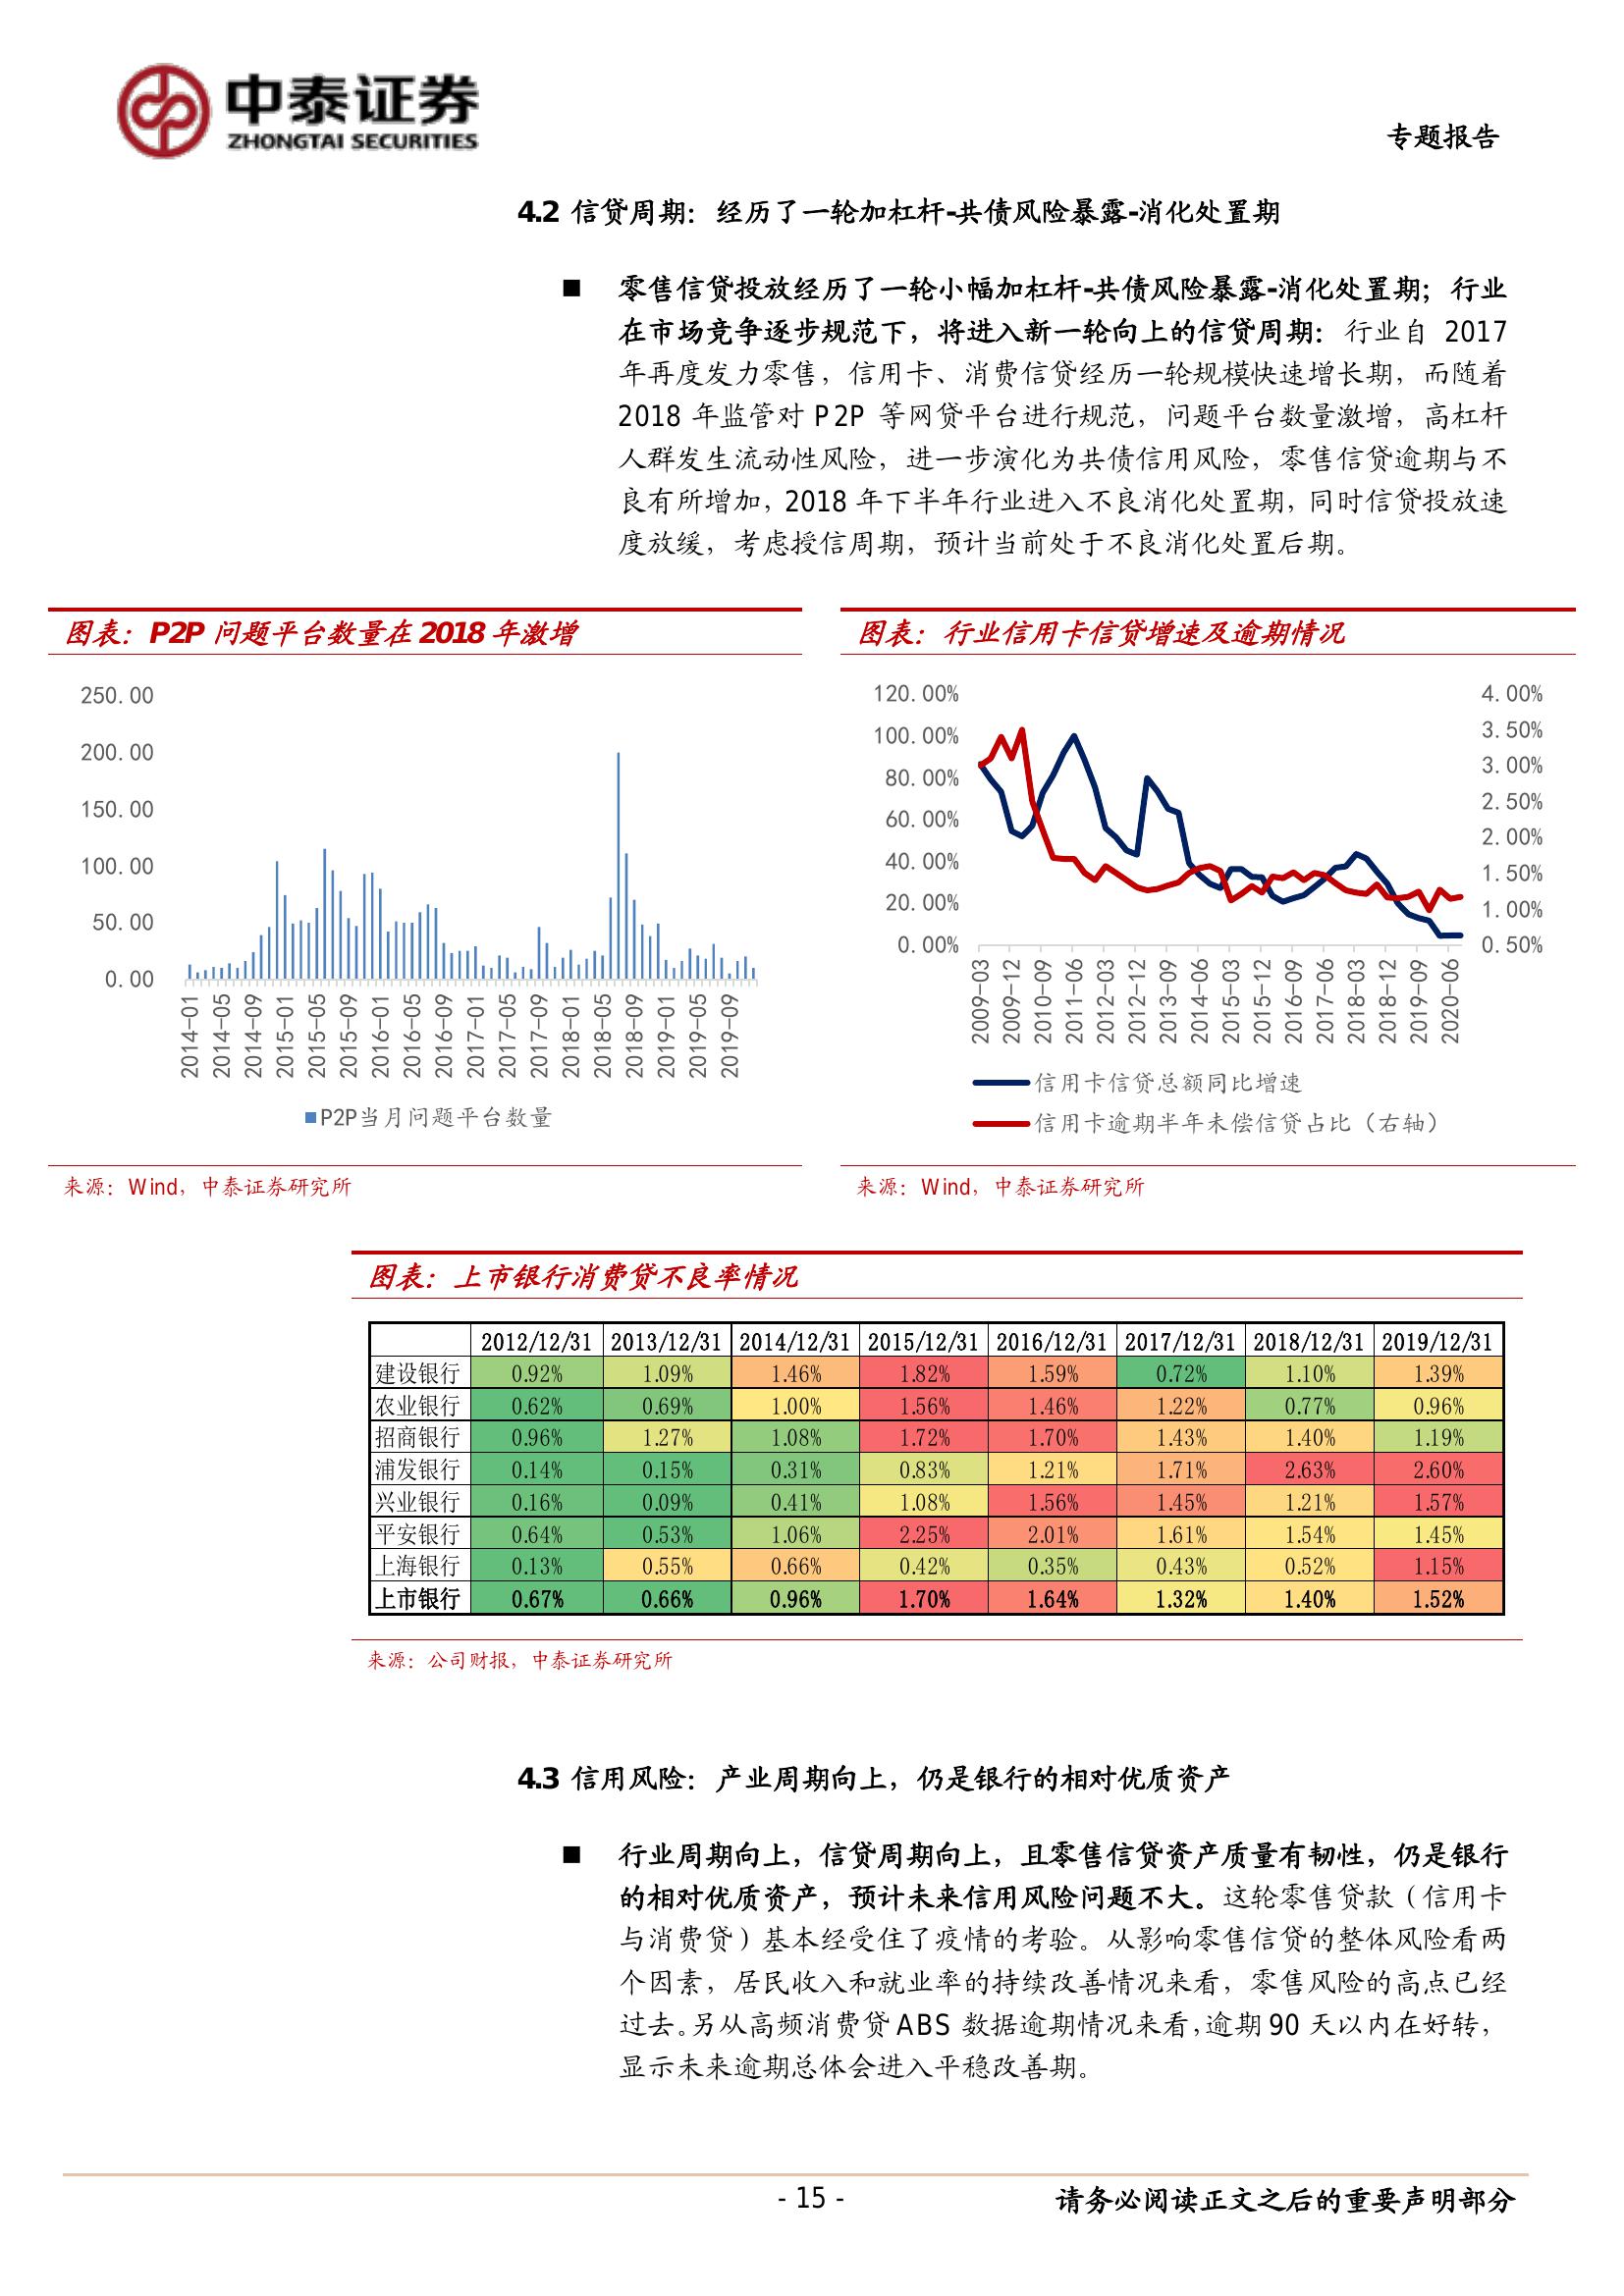 中泰证券
ZHONGTAI SECURITIES
专题报告
4.2 信贷周期：经历了一轮加杠杆-共债风险暴露-消化处置期
■ 零售信贷投放经历了一轮小幅加杠杆-共债风险暴露-消化处置期；行业
在市场竞争逐步规范下，将进入新一轮向上的信贷周期：行业自 2017
年再度发力零售，信用卡、消费信贷经历一轮规模快速增长期，而随着
2018 年监管对 P2P 等网贷平台进行规范，问题平台数量激增，高杠杆
人群发生流动性风险，进一步演化为共债信用风险，零售信贷逾期与不
良有所增加，2018 年下半年行业进入不良消化处置期，同时信贷投放速
度放缓，考虑授信周期，预计当前处于不良消化处置后期。
图表：P2P 问题平台数量在 2018 年激增
250.00
200.00
150.00
100.00
50.00
0.00
2014-01 2014-05 2014-09 2015-01 2015-05 2015-09 2016-01 2016-05 2016-09 2017-01 2017-05 2017-09 2018-01 2018-05 2018-09 2019-01 2019-05 2019-09
P2P当月问题平台数量
来源：Wind，中泰证券研究所
图表：行业信用卡信贷增速及逾期情况
120.00% 4.00%
100.00% 3.50%
80.00% 3.00%
60.00% 2.50%
40.00% 2.00%
20.00% 1.50%
0.00% 1.00%
0.50%
2009-03 2009-12 2010-09 2011-06 2012-03 2012-12 2013-09 2014-06 2015-03 2015-12 2016-09 2017-06 2018-03 2018-12 2019-09 2020-06
信用卡信贷总额同比增速
信用卡逾期半年未偿信贷占比（右轴）
来源：Wind，中泰证券研究所
图表：上市银行消费贷不良率情况
2012/12/31 2013/12/31 2014/12/31 2015/12/31 2016/12/31 2017/12/31 2018/12/31 2019/12/31
建设银行 0.92% 1.09% 1.46% 1.82% 1.59% 0.72% 1.10% 1.39%
农业银行 0.62% 0.69% 1.00% 1.56% 1.46% 1.22% 0.77% 0.96%
招商银行 0.96% 1.27% 1.08% 1.72% 1.70% 1.43% 1.40% 1.19%
浦发银行 0.14% 0.15% 0.31% 0.83% 1.21% 1.71% 2.63% 2.60%
兴业银行 0.16% 0.09% 0.41% 1.08% 1.56% 1.45% 1.21% 1.57%
平安银行 0.64% 0.53% 1.06% 2.25% 2.01% 1.61% 1.54% 1.45%
上海银行 0.13% 0.55% 0.66% 0.42% 0.35% 0.43% 0.52% 1.15%
上市银行 0.67% 0.66% 0.96% 1.70% 1.64% 1.32% 1.40% 1.52%
来源：公司财报，中泰证券研究所
4.3 信用风险：产业周期向上，仍是银行的相对优质资产
■ 行业周期向上，信贷周期向上，且零售信贷资产质量有韧性，仍是银行
的相对优质资产，预计未来信用风险问题不大。这轮零售贷款（信用卡
与消费贷）基本经受住了疫情的考验。从影响零售信贷的整体风险看两
个因素，居民收入和就业率的持续改善情况来看，零售风险的高点已经
过去。另从高频消费贷 ABS 数据逾期情况来看，逾期 90 天以内在好转，
显示未来逾期总体会进入平稳改善期。
- 15 -
请务必阅读正文之后的重要声明部分